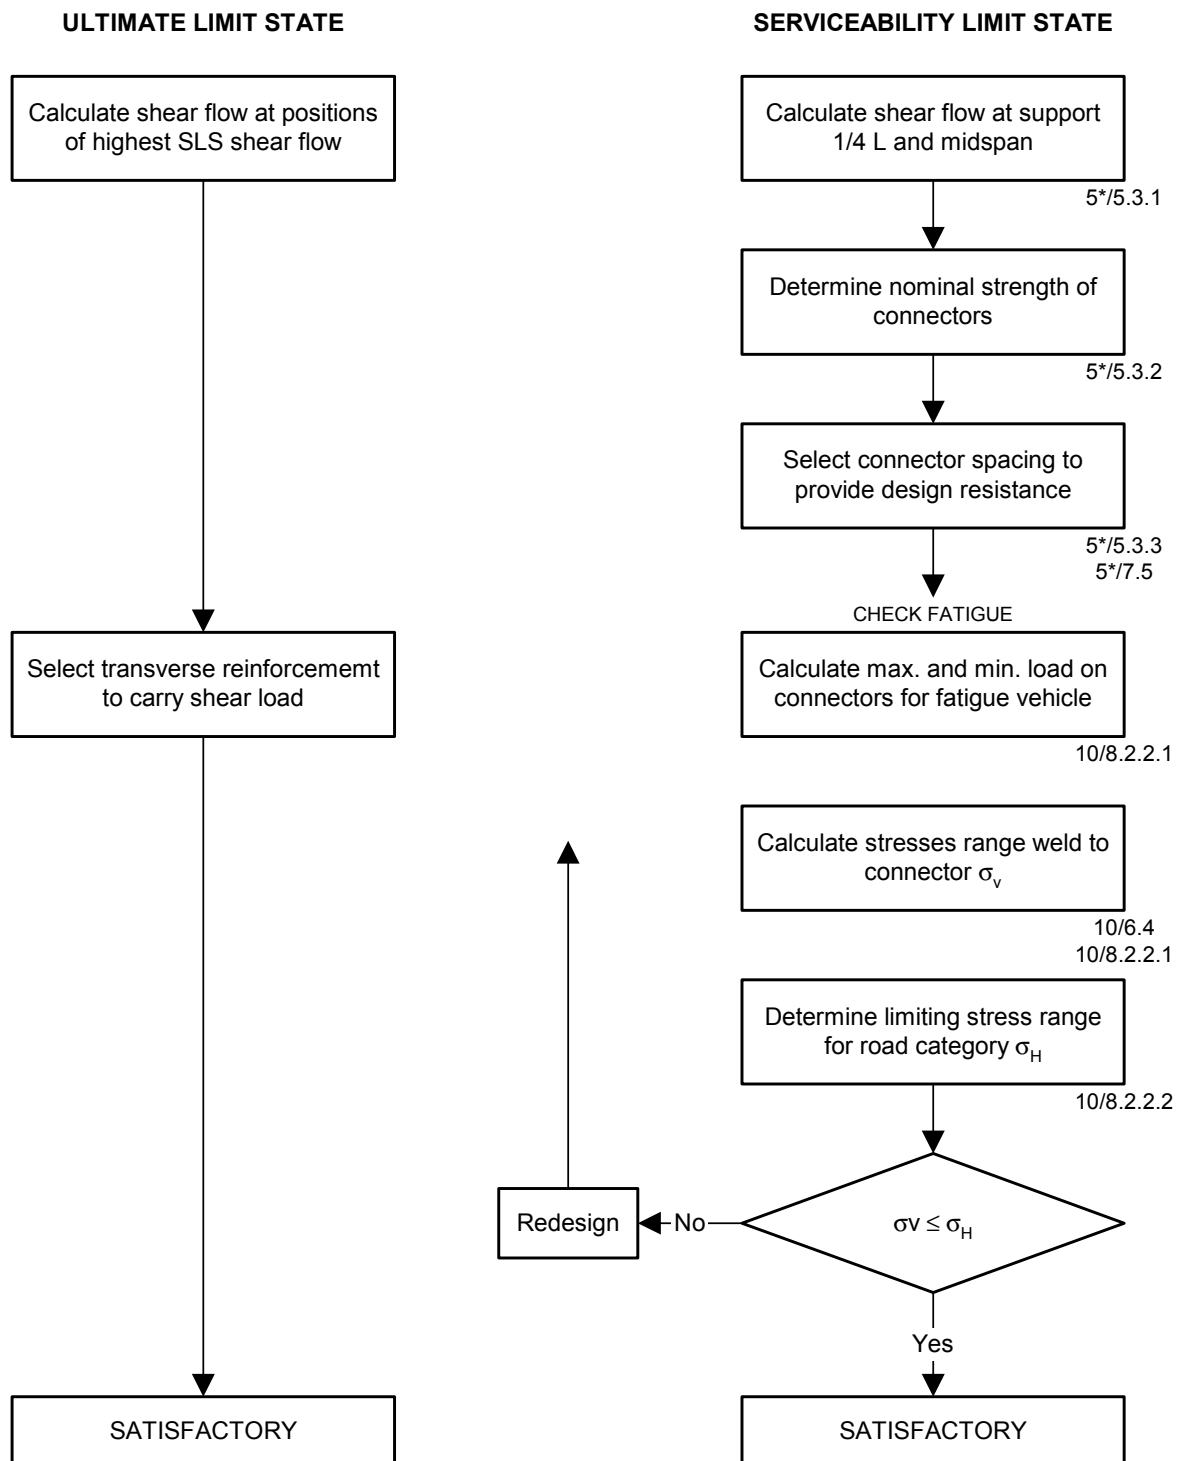 ULTIMATE LIMIT STATE
SERVICEABILITY LIMIT STATE
Calculate shear flow at positions
of highest SLS shear flow
Calculate shear flow at support
1/4 L and midspan
5*/5.3.1
Determine nominal strength of
connectors
5*/5.3.2
Select connector spacing to
provide design resistance
5*/5.3.3
5*/7.5
CHECK FATIGUE
Select transverse reinforcememt
to carry shear load
Calculate max. and min. load on
connectors for fatigue vehicle
10/8.2.2.1
Calculate stresses range weld to
connector σv
10/6.4
10/8.2.2.1
Determine limiting stress range
for road category σH
10/8.2.2.2
Redesign
No
σv ≤ σH
Yes
SATISFACTORY
SATISFACTORY